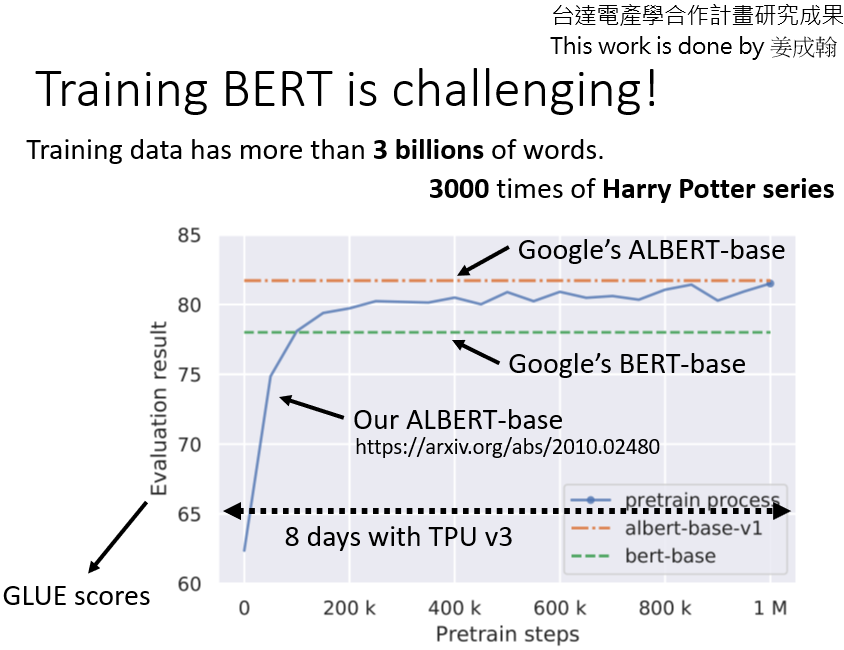 台達電產學合作計畫研究成果
This work is done by 姜成翰
Training BERT is challenging!
Training data has more than 3 billions of words.
3000 times of Harry Potter series
85
80
75
70
65
60
Evaluation result
Google's ALBERT-base
Google's BERT-base
Our ALBERT-base
https://arxiv.org/abs/2010.02480
8 days with TPU v3
pretrain process
albert-base-v1
bert-base
GLUE scores
0
200 k
400 k
600 k
800 k
1 M
Pretrain steps